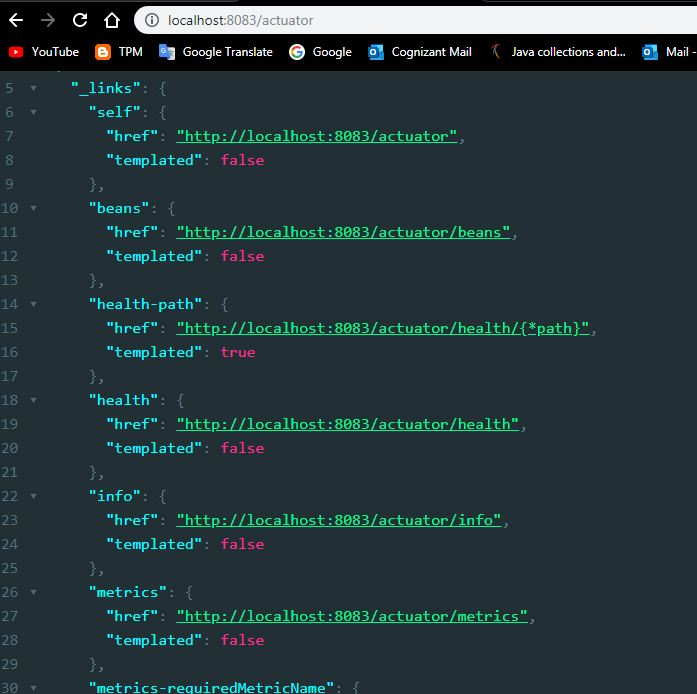 localhost:8083/actuator
YouTube TPM Google Translate Google Cognizant Mail Java collections and... Mail -
5 "_links": {
6 "self": {
7 "href": "http://localhost:8083/actuator",
8 "templated": false
9 },
10 "beans": {
11 "href": "http://localhost:8083/actuator/beans",
12 "templated": false
13 },
14 "health-path": {
15 "href": "http://localhost:8083/actuator/health/{*path}",
16 "templated": true
17 },
18 "health": {
19 "href": "http://localhost:8083/actuator/health",
20 "templated": false
21 },
22 "info": {
23 "href": "http://localhost:8083/actuator/info",
24 "templated": false
25 },
26 "metrics": {
27 "href": "http://localhost:8083/actuator/metrics",
28 "templated": false
29 },
30 "metrics-requiredMetricName": {